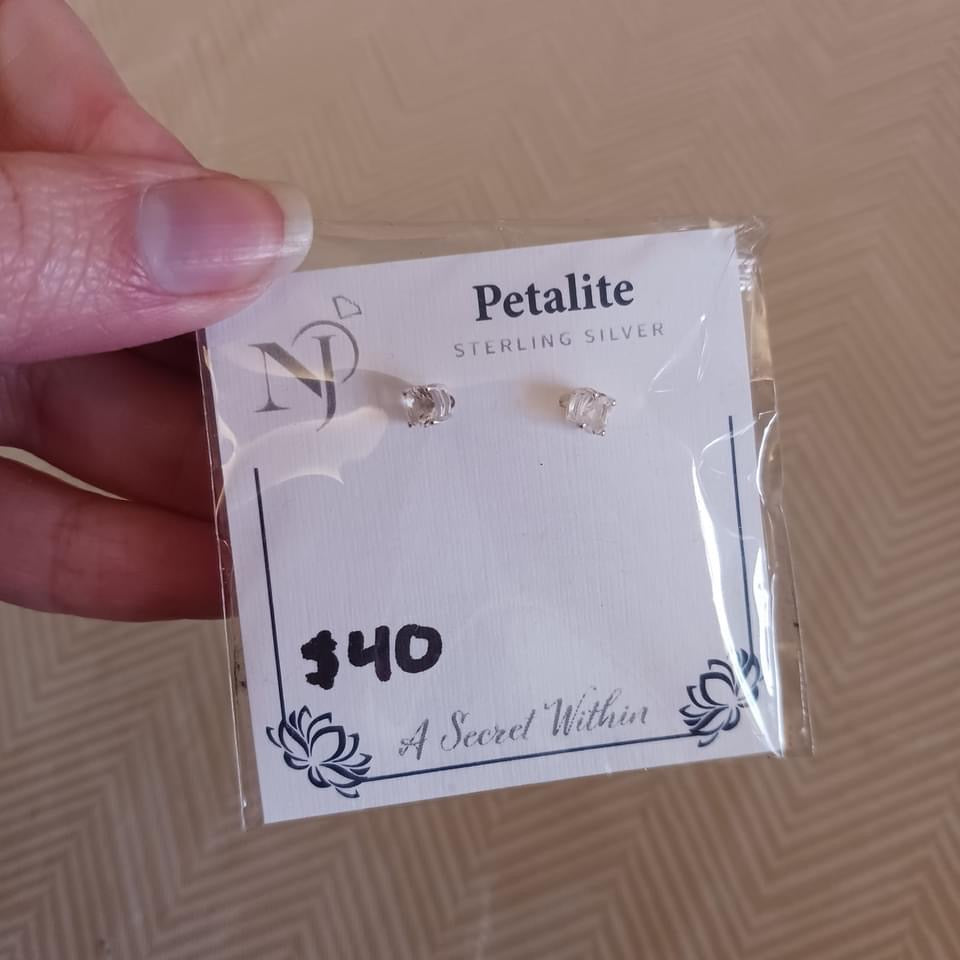 Petalite
STERLING SILVER
NJ
$40
A Secret Within